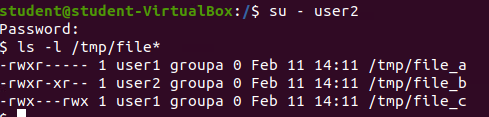 student@student-VirtualBox:/$ su - user2
Password:
$ ls -l /tmp/file*
-rwxr----- 1 user1 groupa 0 Feb 11 14:11 /tmp/file_a
-rwxr-xr-- 1 user2 groupa 0 Feb 11 14:11 /tmp/file_b
-rwx---rwx 1 user1 groupa 0 Feb 11 14:11 /tmp/file_c
$